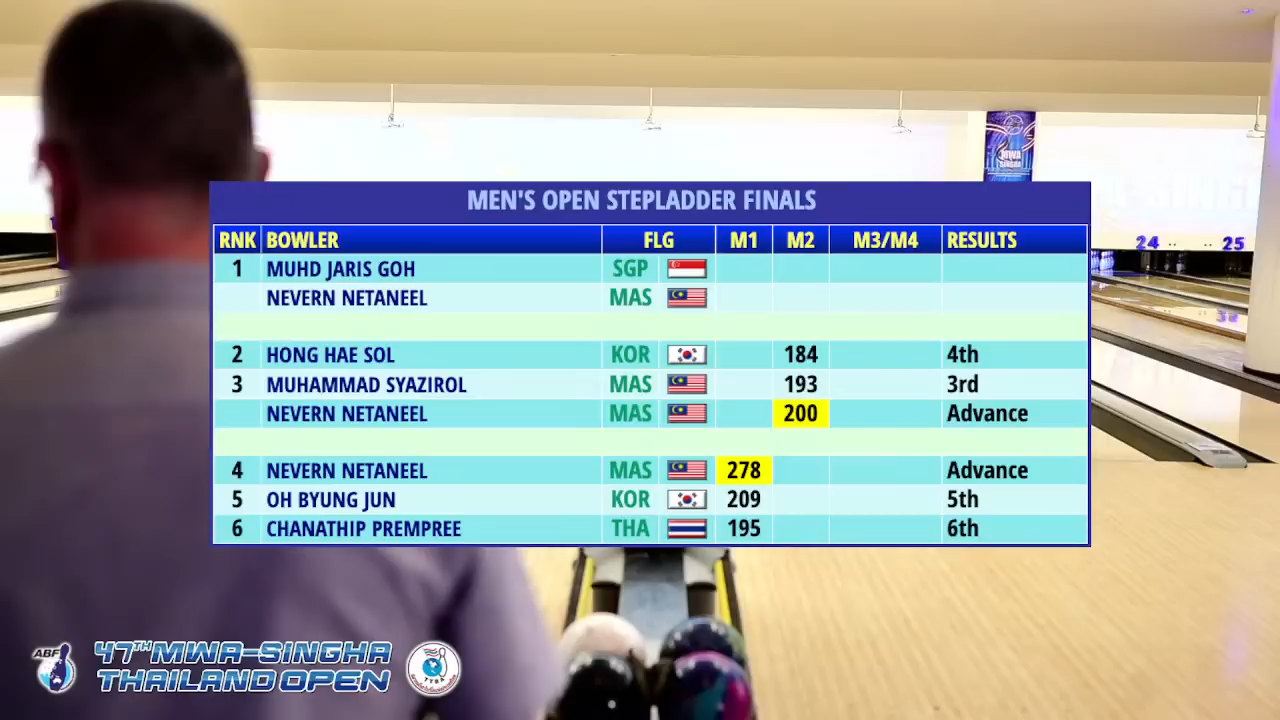 MWA
SINGHA
24 25
MEN'S OPEN STEPLADDER FINALS
RNK BOWLER FLG M1 M2 M3/M4 RESULTS
1 MUHD JARIS GOH SGP
NEVERN NETANEEL MAS
2 HONG HAE SOL KOR 184 4th
3 MUHAMMAD SYAZIROL MAS 193 3rd
NEVERN NETANEEL MAS 200 Advance
4 NEVERN NETANEEL MAS 278 Advance
5 OH BYUNG JUN KOR 209 5th
6 CHANATHIP PREMPREE THA 195 6th
ABF
47TH MWA-SINGHA
THAILAND OPEN